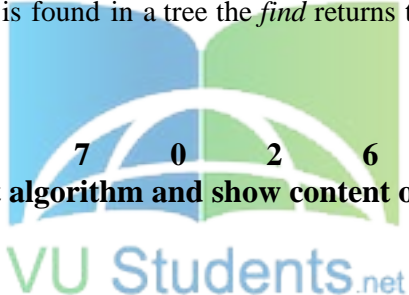 is found in a tree the find returns t
7 0 2 6
algorithm and show content o
VU Students.net